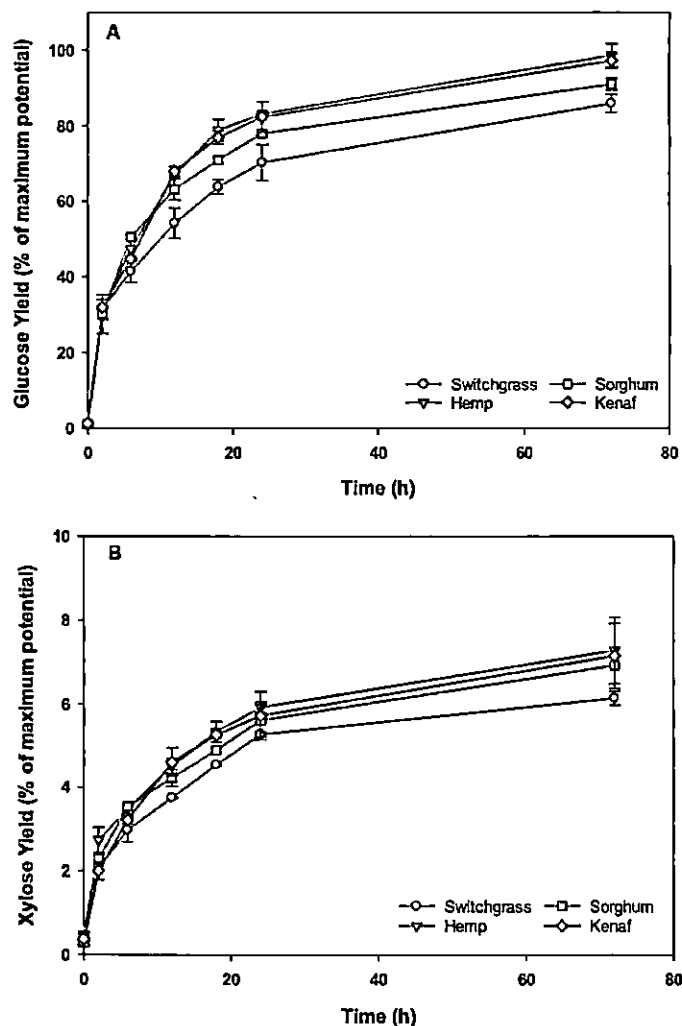 A
100
80
60
40
20
0
Glucose Yield (% of maximum potential)
Switchgrass Sorghum
Hemp Kenaf
0 20 40 60 80
Time (h)
B
10
8
6
4
2
0
Xylose Yield (% of maximum potential)
Switchgrass Sorghum
Hemp Kenaf
0 20 40 60 80
Time (h)